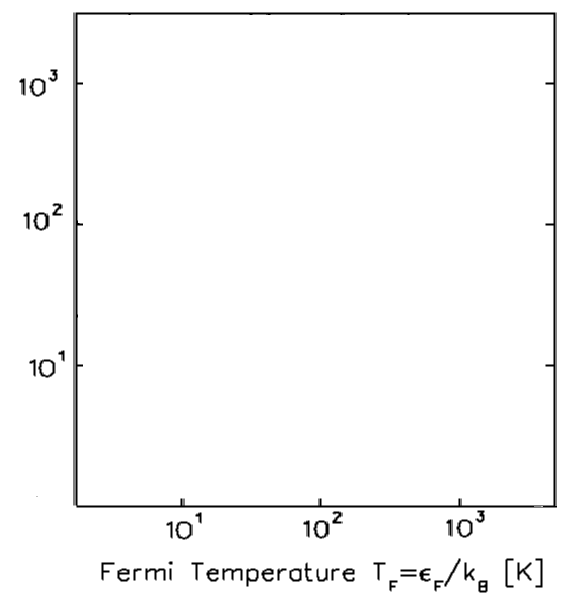 10³
10²
10¹
10¹ 10² 10³
Fermi Temperature T_F=ϵ_F/k_B [K]